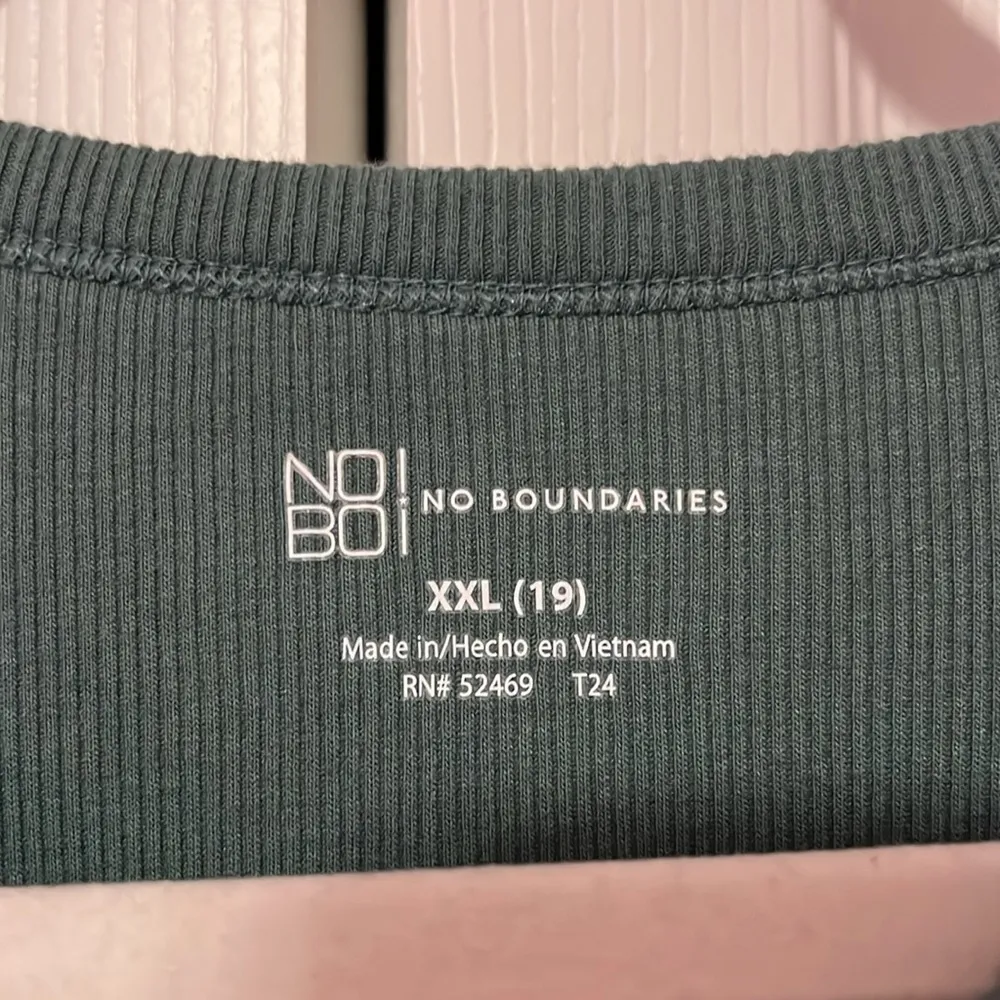 NO
BO
NO BOUNDARIES
XXL (19)
Made in/Hecho en Vietnam
RN# 52469 T24